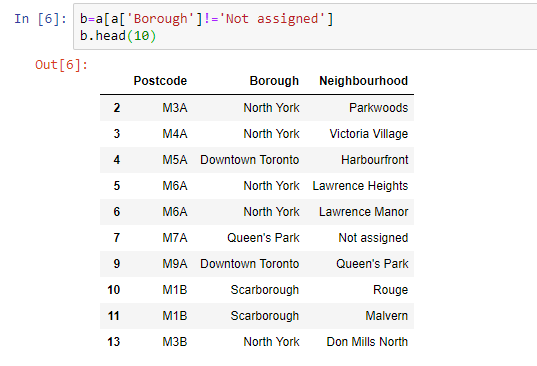 In [6]: b=a[a['Borough']!='Not assigned']
b.head(10)
Out[6]:
Postcode Borough Neighbourhood
2 M3A North York Parkwoods
3 M4A North York Victoria Village
4 M5A Downtown Toronto Harbourfront
5 M6A North York Lawrence Heights
6 M6A North York Lawrence Manor
7 M7A Queen's Park Not assigned
9 M9A Downtown Toronto Queen's Park
10 M1B Scarborough Rouge
11 M1B Scarborough Malvern
13 M3B North York Don Mills North